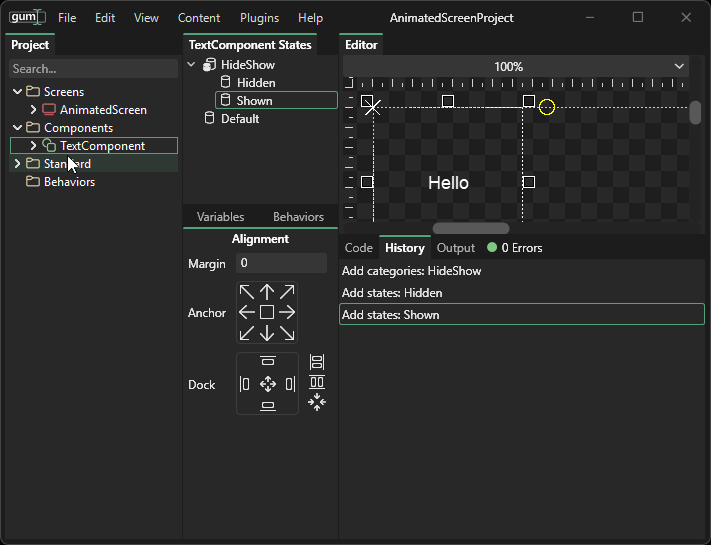 gum File Edit View Content Plugins Help AnimatedScreenProject
Project
Search...
Screens
AnimatedScreen
Components
TextComponent
Standard
Behaviors
TextComponent States
HideShow
Hidden
Shown
Default
Variables Behaviors
Alignment
Margin 0
Anchor
Dock
Editor
100%
Hello
Code History Output 0 Errors
Add categories: HideShow
Add states: Hidden
Add states: Shown